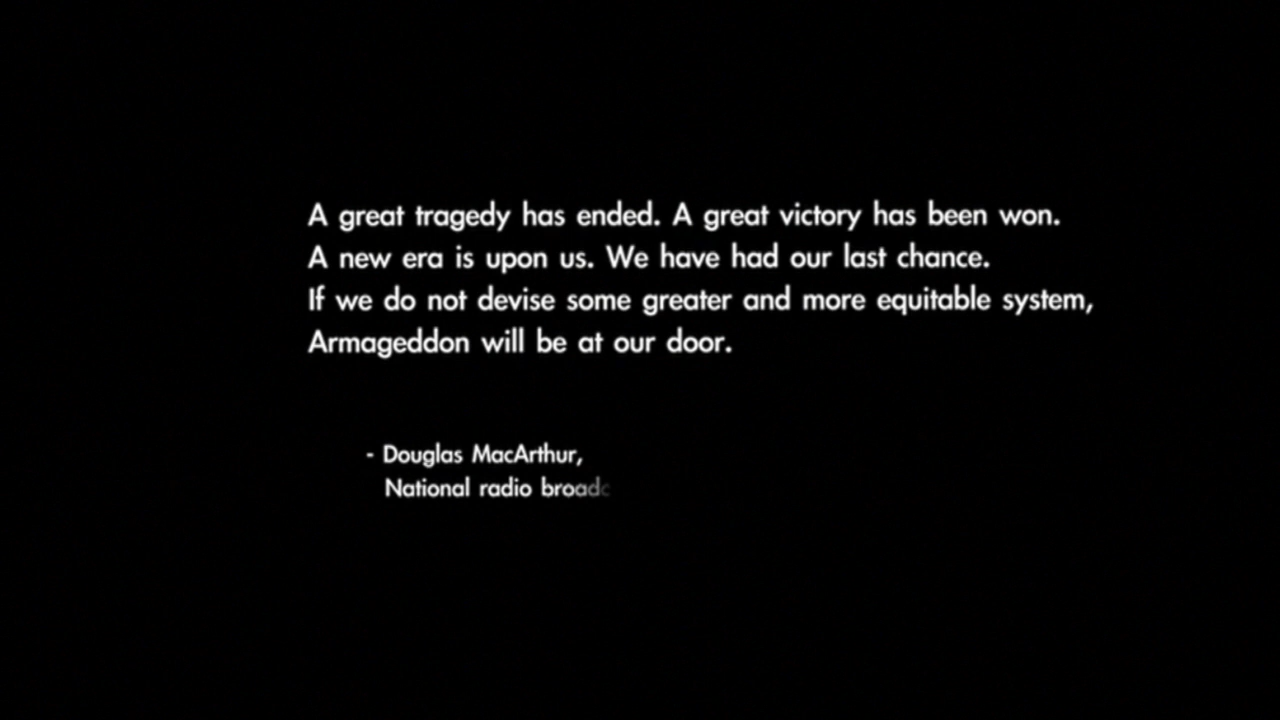 A great tragedy has ended. A great victory has been won.
A new era is upon us. We have had our last chance.
If we do not devise some greater and more equitable system,
Armageddon will be at our door.
- Douglas MacArthur,
National radio